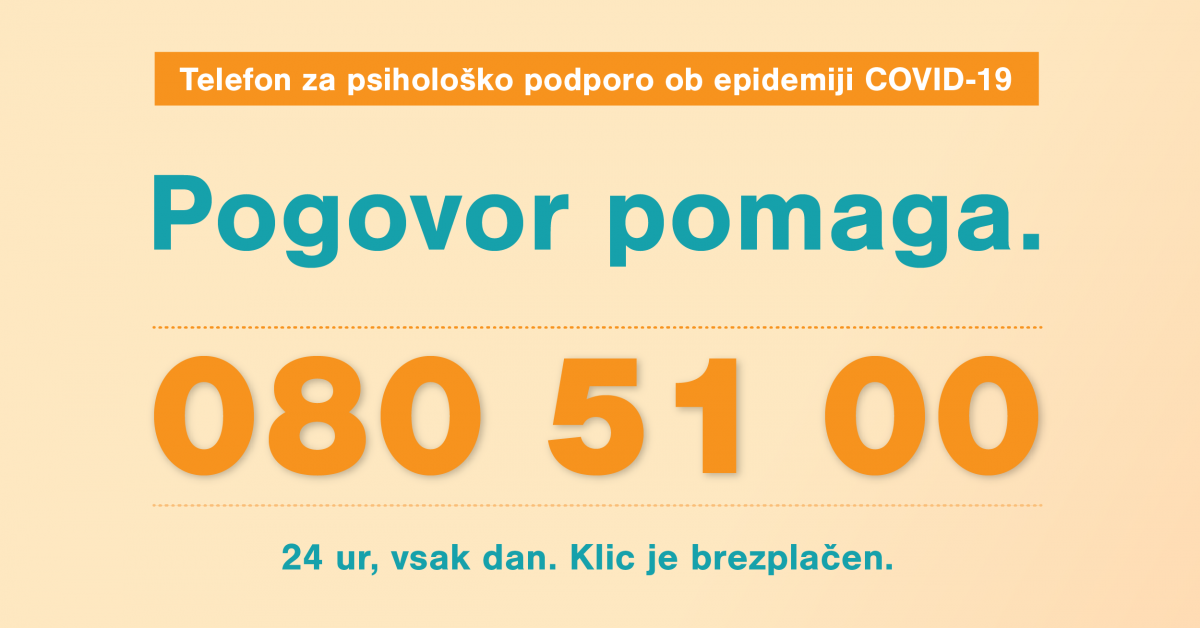 Telefon za psihološko podporo ob epidemiji COVID-19
Pogovor pomaga.
080 51 00
24 ur, vsak dan. Klic je brezplačen.